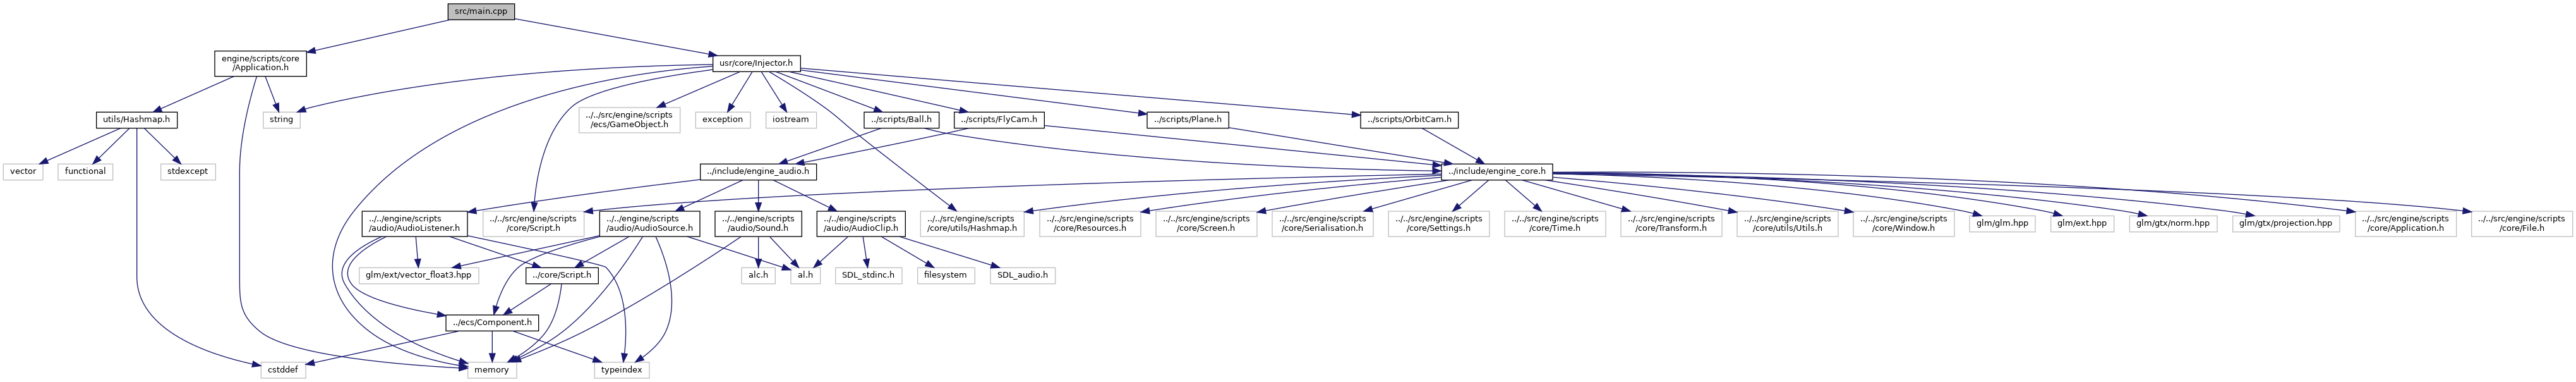 src/main.cpp
engine/scripts/core
/Application.h
usr/core/Injector.h
utils/Hashmap.h
string
../../src/engine/scripts
ecs/GameObject.h
exception
iostream
../scripts/Ball.h
../scripts/FlyCam.h
../scripts/Plane.h
../scripts/OrbitCam.h
vector
functional
stdexcept
../include/engine_audio.h
../include/engine_core.h
../../engine/scripts
/audio/AudioListener.h
../../src/engine/scripts
/core/Script.h
../../engine/scripts
/audio/AudioSource.h
../../engine/scripts
/audio/Sound.h
../../engine/scripts
/audio/AudioClip.h
../../src/engine/scripts
/core/utils/Hashmap.h
../../src/engine/scripts
/core/Resources.h
../../src/engine/scripts
/core/Screen.h
../../src/engine/scripts
/core/Serialisation.h
../../src/engine/scripts
/core/Settings.h
../../src/engine/scripts
/core/Time.h
../../src/engine/scripts
/core/Transform.h
../../src/engine/scripts
/core/utils/Utils.h
../../src/engine/scripts
/core/Window.h
glm/glm.hpp
glm/ext.hpp
glm/gtx/norm.hpp
glm/gtx/projection.hpp
../../src/engine/scripts
/core/Application.h
../../src/engine/scripts
/core/File.h
glm/ext/vector_float3.hpp
../core/Script.h
alc.h
al.h
SDL_stdinc.h
filesystem
SDL_audio.h
../ecs/Component.h
cstddef
memory
typeindex